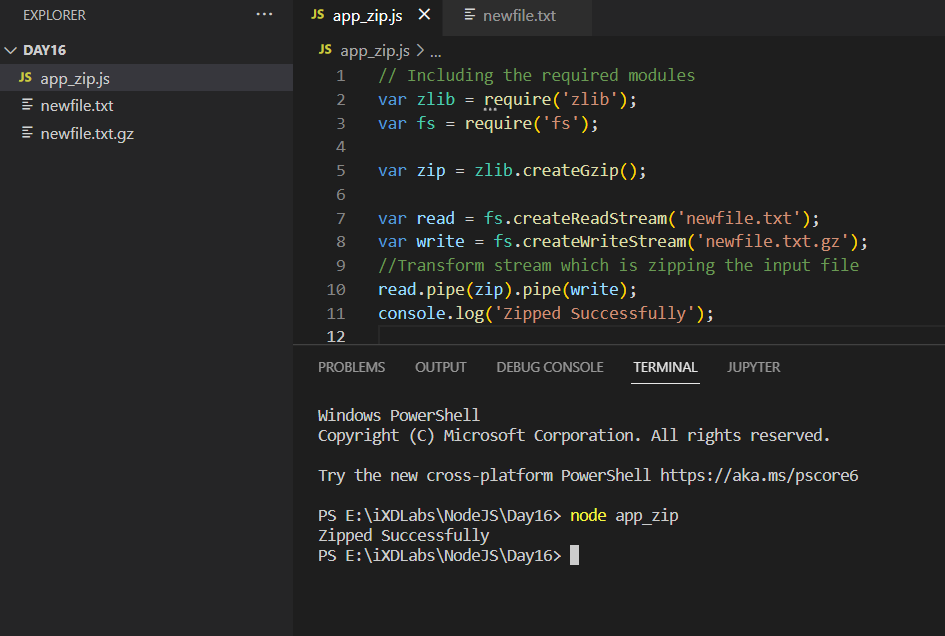 EXPLORER ...
DAY16
JS app_zip.js
newfile.txt
newfile.txt.gz
JS app_zip.js newfile.txt
JS app_zip.js > ...
1 // Including the required modules
2 var zlib = require('zlib');
3 var fs = require('fs');
4
5 var zip = zlib.createGzip();
6
7 var read = fs.createReadStream('newfile.txt');
8 var write = fs.createWriteStream('newfile.txt.gz');
9 //Transform stream which is zipping the input file
10 read.pipe(zip).pipe(write);
11 console.log('Zipped Successfully');
12
PROBLEMS OUTPUT DEBUG CONSOLE TERMINAL JUPYTER
Windows PowerShell
Copyright (C) Microsoft Corporation. All rights reserved.
Try the new cross-platform PowerShell https://aka.ms/pscore6
PS E:\iXDLabs\NodeJS\Day16> node app_zip
Zipped Successfully
PS E:\iXDLabs\NodeJS\Day16>